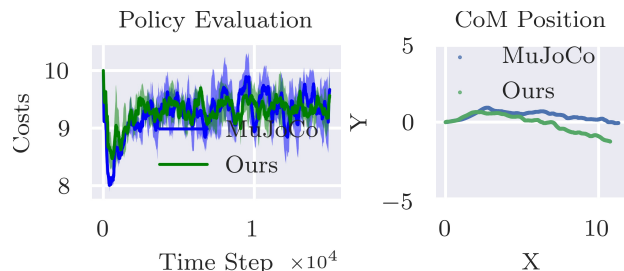 Policy Evaluation
10
9
8
Costs
MuJoCo
Ours
0
1
Time Step ×10⁴
CoM Position
5
0
−5
Y
MuJoCo
Ours
0
10
X